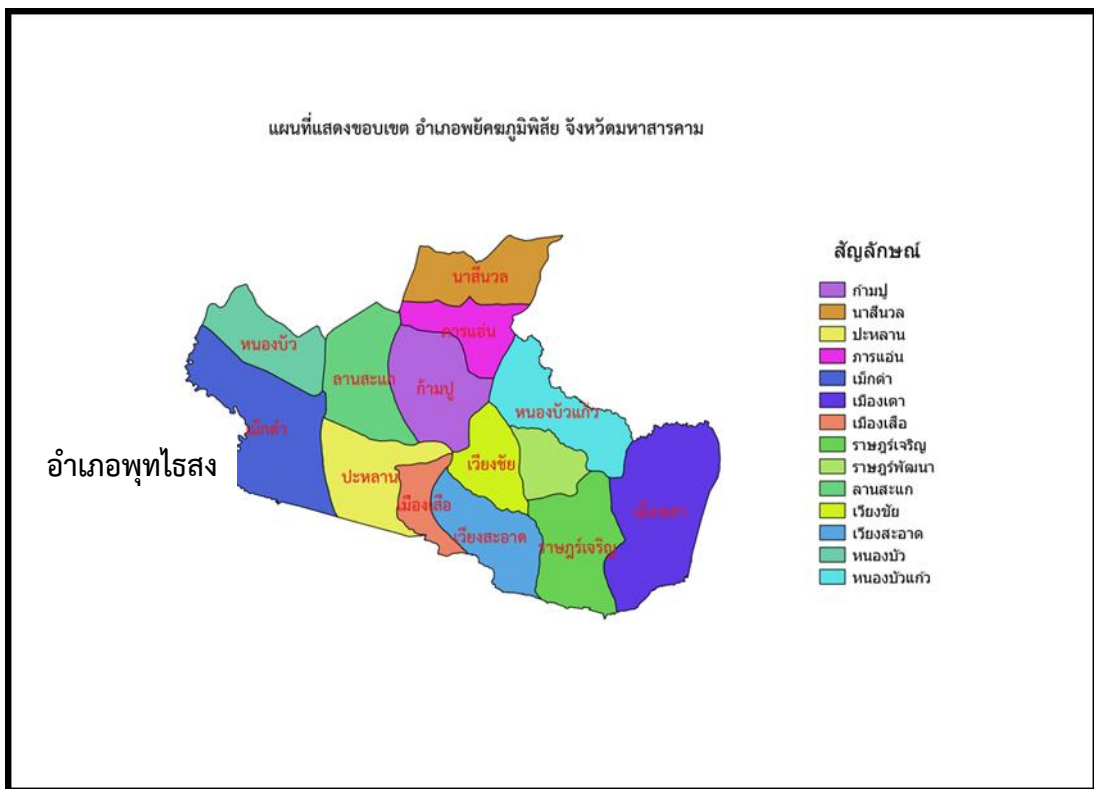 แผนที่แสดงขอบเขต อำเภอพยัคฆภูมิพิสัย จังหวัดมหาสารคาม
สัญลักษณ์
ก้ามปู
นาสีนวล
ปะหลาน
ภารแอ่น
เม็กดำ
เมืองเตา
เมืองเสือ
ราษฎร์เจริญ
ราษฎร์พัฒนา
ลานสะแก
เวียงชัย
เวียงสะอาด
หนองบัว
หนองบัวแก้ว
นาสีนวล
ภารแอ่น
หนองบัว
ลานสะแก
ก้ามปู
หนองบัวแก้ว
เม็กดำ
อำเภอพุทไธสง
ปะหลาน
เวียงชัย
เมืองเสือ
เมืองเตา
เวียงสะอาด
ราษฎร์เจริญ